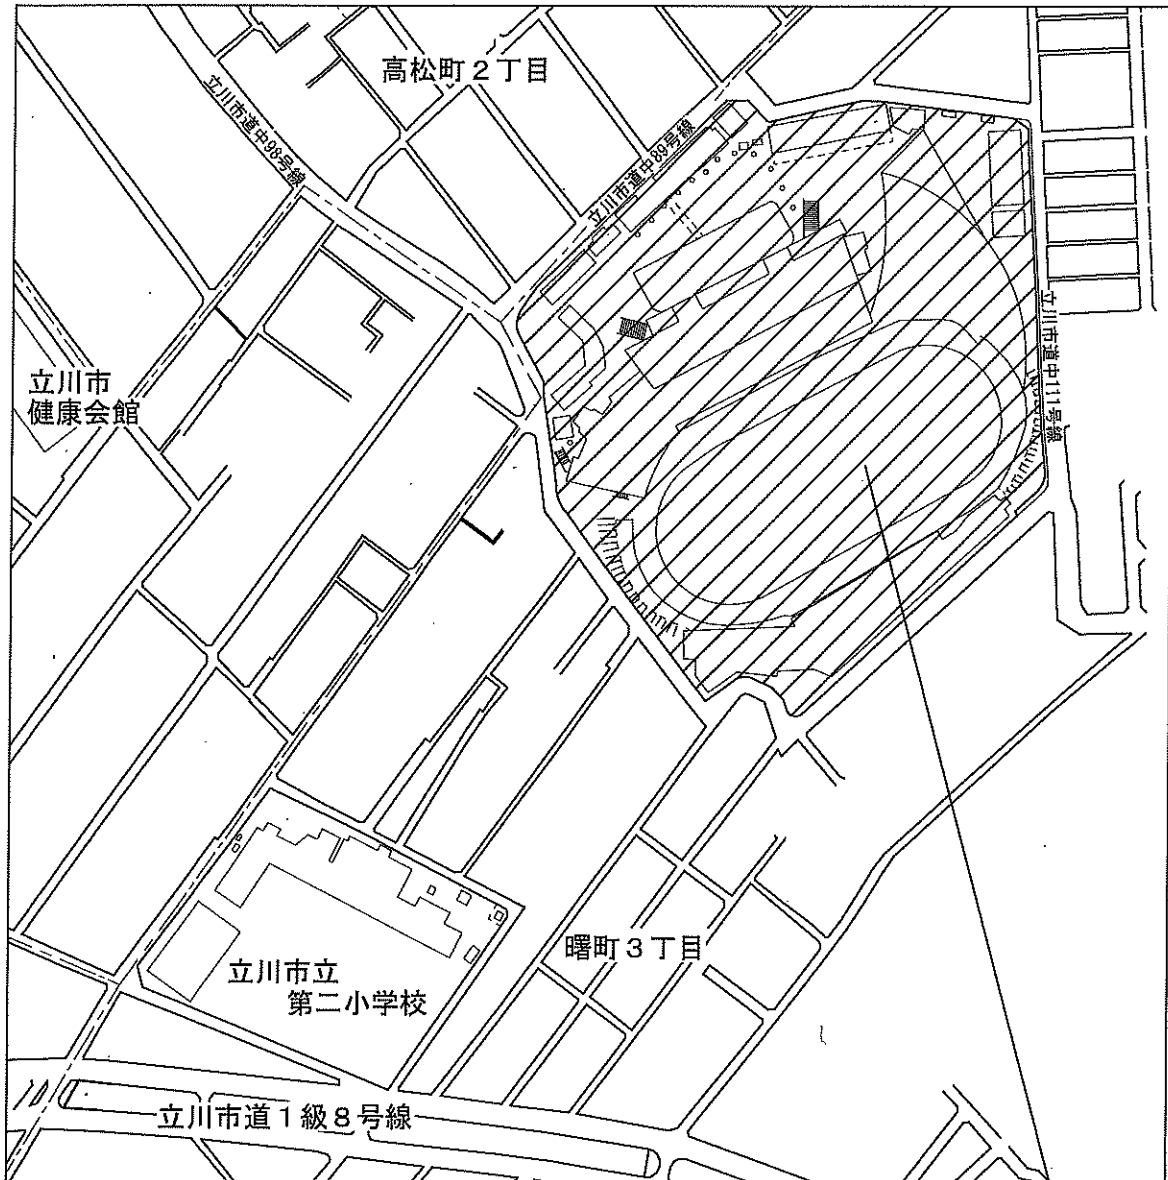 高松町２丁目
立川市道中98号線
立川市道中89号線
立川市道中111号線
立川市
健康会館
曙町３丁目
立川市立
第二小学校
立川市道１級８号線